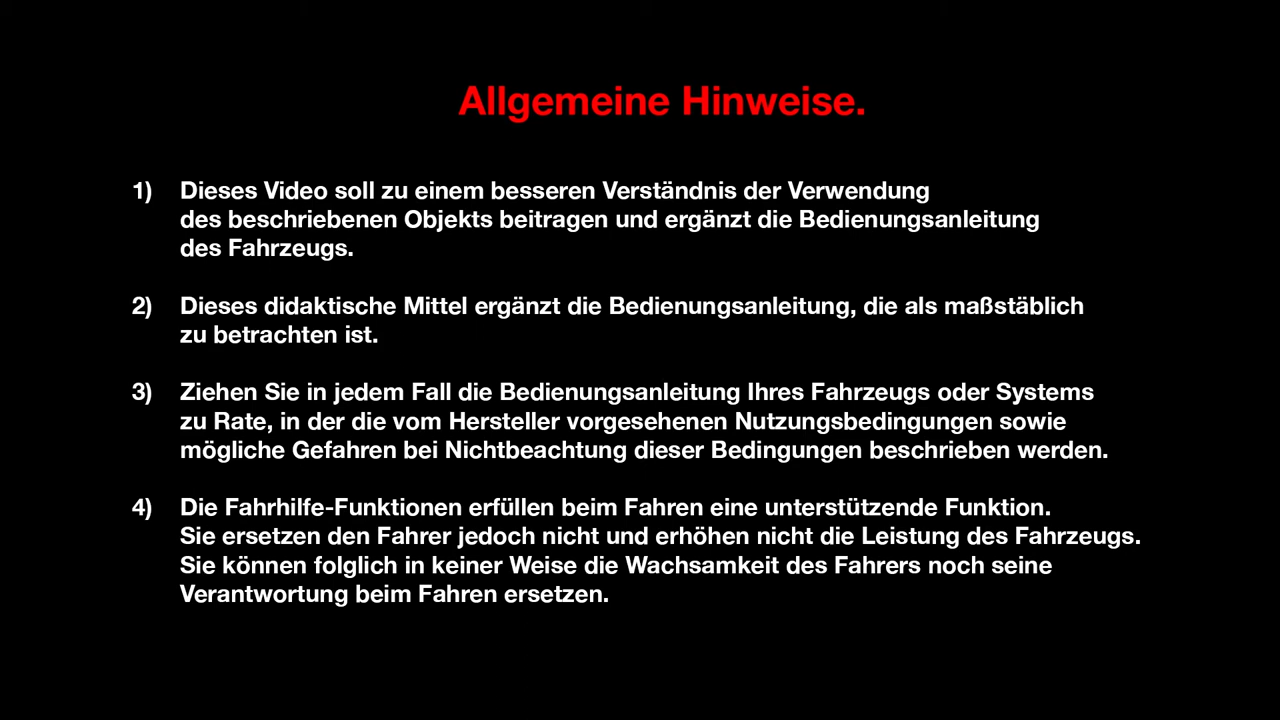 Allgemeine Hinweise.
1) Dieses Video soll zu einem besseren Verständnis der Verwendung
des beschriebenen Objekts beitragen und ergänzt die Bedienungsanleitung
des Fahrzeugs.
2) Dieses didaktische Mittel ergänzt die Bedienungsanleitung, die als maßstäblich
zu betrachten ist.
3) Ziehen Sie in jedem Fall die Bedienungsanleitung Ihres Fahrzeugs oder Systems
zu Rate, in der die vom Hersteller vorgesehenen Nutzungsbedingungen sowie
mögliche Gefahren bei Nichtbeachtung dieser Bedingungen beschrieben werden.
4) Die Fahrhilfe-Funktionen erfüllen beim Fahren eine unterstützende Funktion.
Sie ersetzen den Fahrer jedoch nicht und erhöhen nicht die Leistung des Fahrzeugs.
Sie können folglich in keiner Weise die Wachsamkeit des Fahrers noch seine
Verantwortung beim Fahren ersetzen.